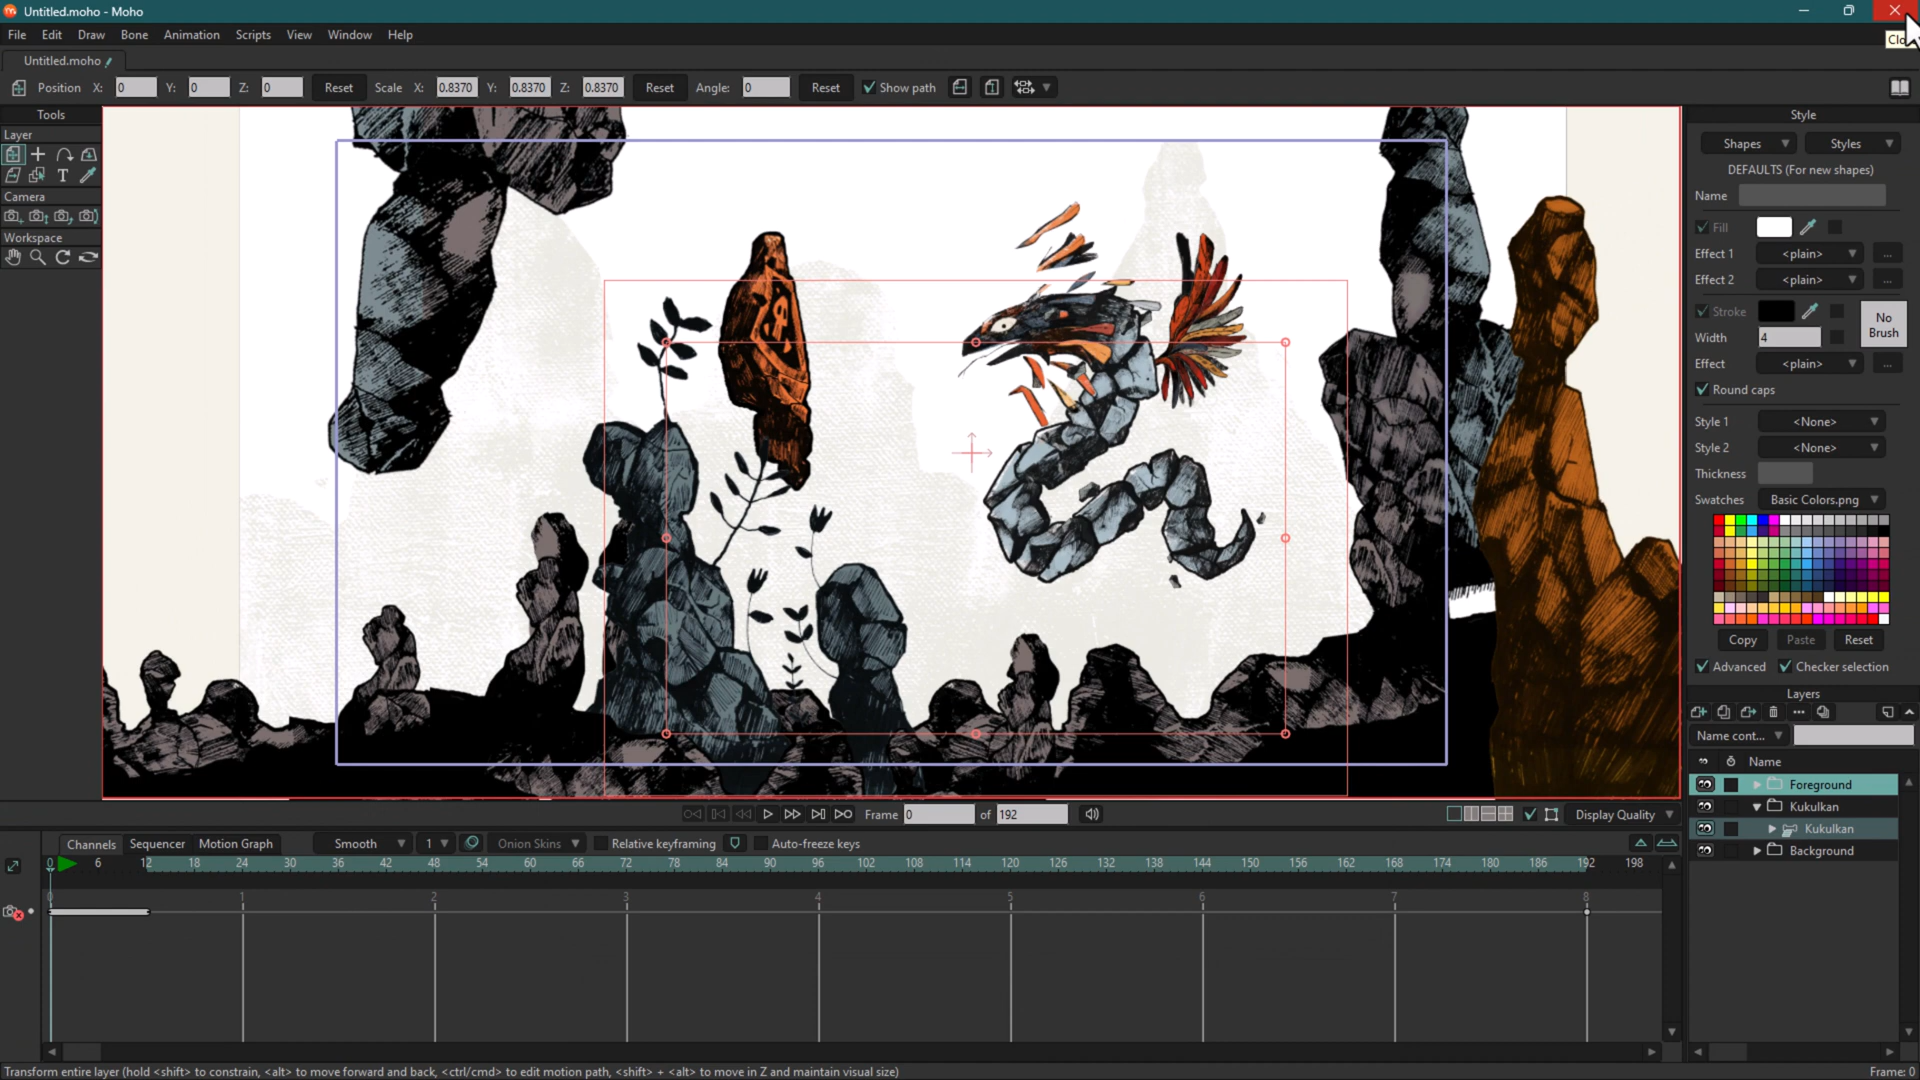 Untitled.moho - Moho
Clo
File Edit Draw Bone Animation Scripts View Window Help
Untitled.moho
Position X: 0 Y: 0 Z: 0 Reset Scale X: 0.8370 Y: 0.8370 Z: 0.8370 Reset Angle: 0 Reset Show path
Tools
Layer
Camera
Workspace
Style
Shapes Styles
DEFAULTS (For new shapes)
Name
Fill
Effect 1 <plain> ...
Effect 2 <plain> ...
Stroke
No Brush
Width 4
Effect <plain> ...
Round caps
Style 1 <None>
Style 2 <None>
Thickness
Swatches Basic Colors.png
Copy Paste Reset
Advanced Checker selection
Layers
Name cont...
Name
Foreground
Kukulkan
Kukulkan
Background
Frame 0 of 192 Display Quality
Channels Sequencer Motion Graph Smooth 1 Onion Skins Relative keyframing Auto-freeze keys
0 6 12 18 24 30 36 42 48 54 60 66 72 78 84 90 96 102 108 114 120 126 132 138 144 150 156 162 168 174 180 186 192 198
0 1 2 3 4 5 6 7 8
Transform entire layer (hold <shift> to constrain, <alt> to move forward and back, <ctrl/cmd> to edit motion path, <shift> + <alt> to move in Z and maintain visual size) Frame: 0